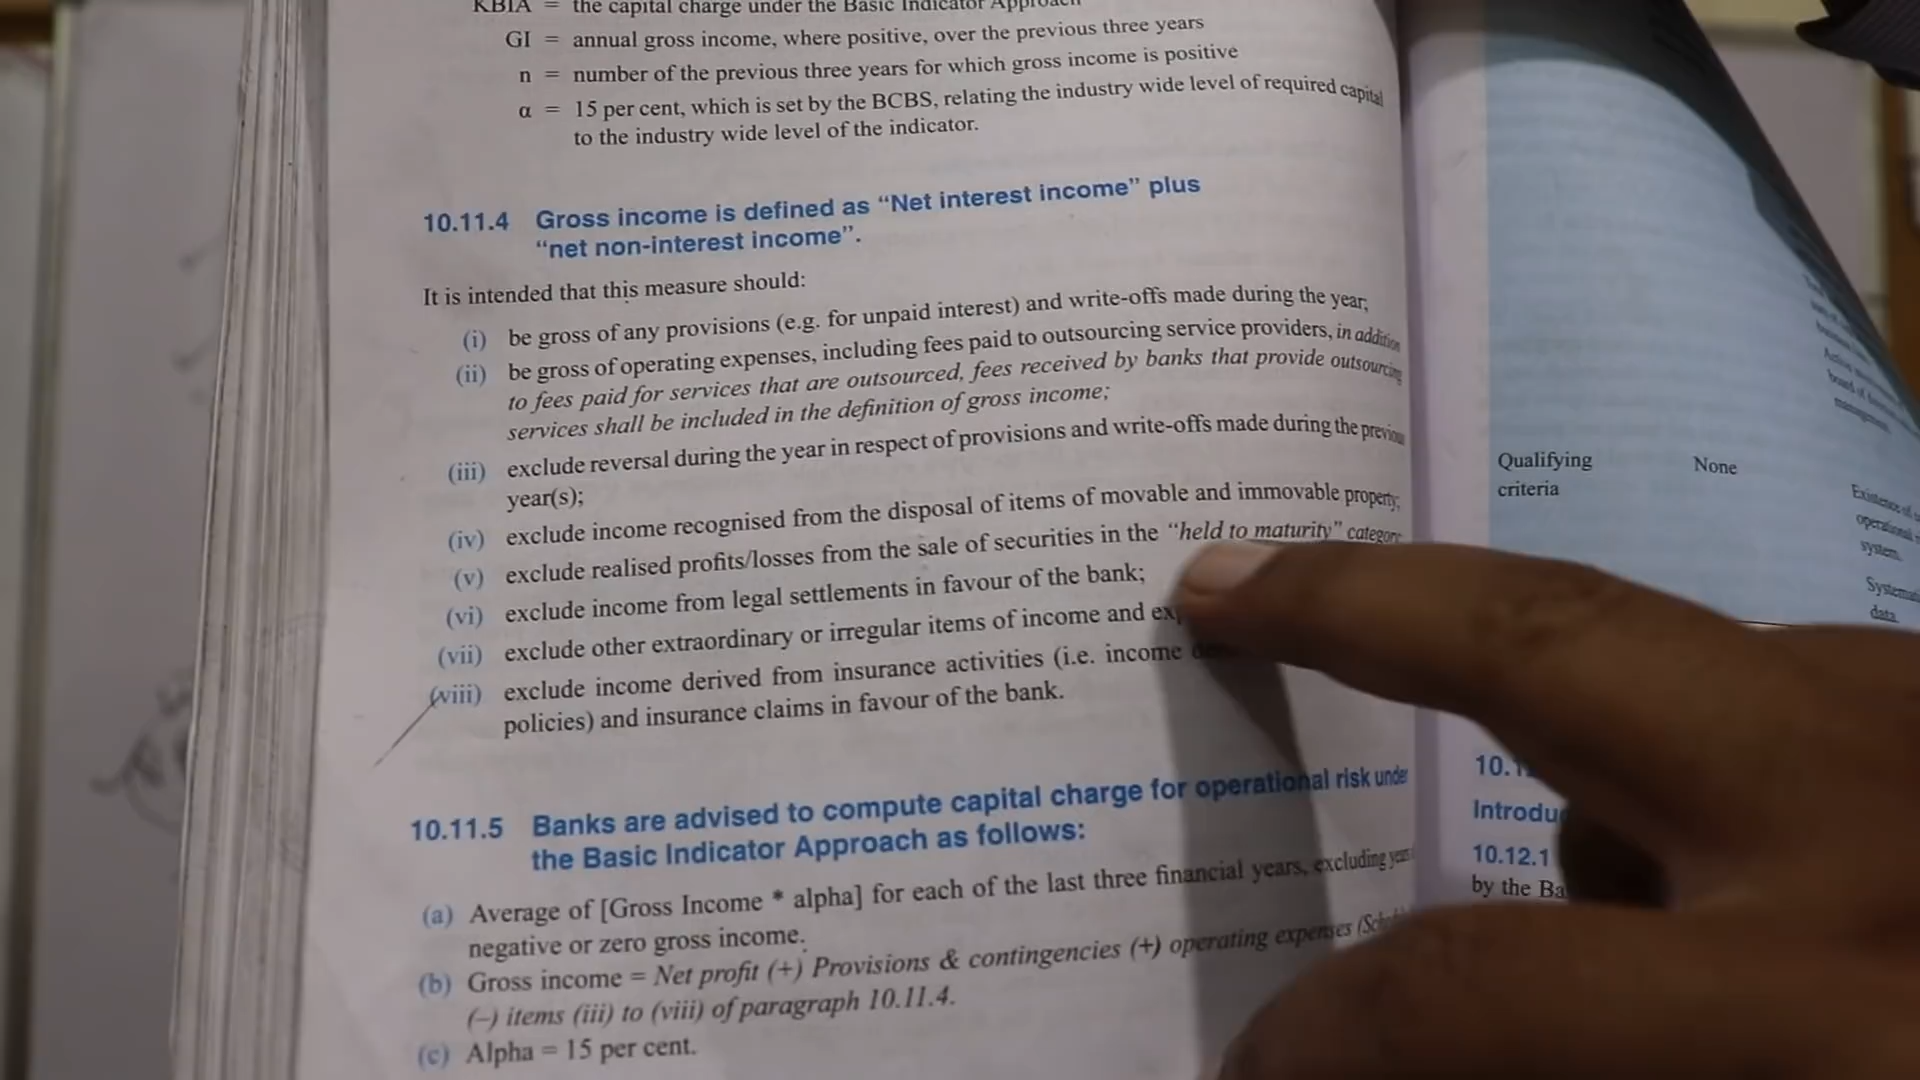 KBIA = the capital charge under the Basic Indicator Approach
GI = annual gross income, where positive, over the previous three years
n = number of the previous three years for which gross income is positive
α = 15 per cent, which is set by the BCBS, relating the industry wide level of required capital
to the industry wide level of the indicator.
10.11.4 Gross income is defined as “Net interest income” plus
“net non-interest income”.
It is intended that this measure should:
(i) be gross of any provisions (e.g. for unpaid interest) and write-offs made during the year;
(ii) be gross of operating expenses, including fees paid to outsourcing service providers, in addition
to fees paid for services that are outsourced, fees received by banks that provide outsourcing
services shall be included in the definition of gross income;
(iii) exclude reversal during the year in respect of provisions and write-offs made during the previous
year(s);
(iv) exclude income recognised from the disposal of items of movable and immovable property;
(v) exclude realised profits/losses from the sale of securities in the “held to maturity” category
(vi) exclude income from legal settlements in favour of the bank;
(vii) exclude other extraordinary or irregular items of income and
(viii) exclude income derived from insurance activities (i.e. income
policies) and insurance claims in favour of the bank.
10.11.5 Banks are advised to compute capital charge for operational risk under
the Basic Indicator Approach as follows:
(a) Average of [Gross Income * alpha] for each of the last three financial years, excluding
negative or zero gross income.
(b) Gross income = Net profit (+) Provisions & contingencies (+) operating expenses
(–) items (iii) to (viii) of paragraph 10.11.4.
(c) Alpha = 15 per cent.
Qualifying None
criteria
Existence of
system.
data.
10.12.1
by the